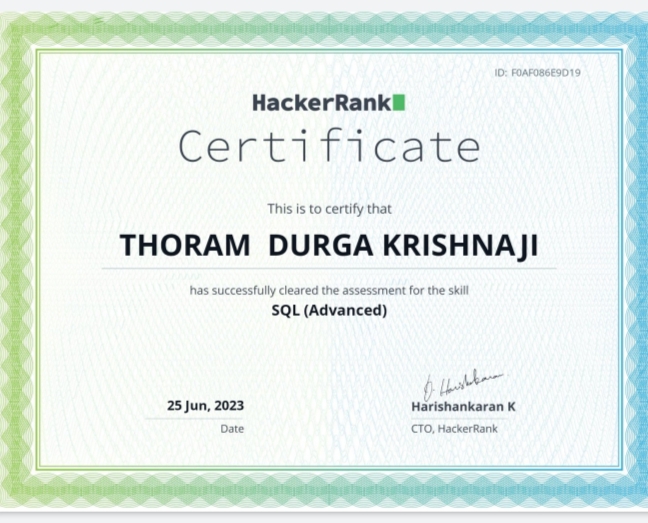 ID: F0AF086E9D19
HackerRank
Certificate
This is to certify that
THORAM DURGA KRISHNAJI
has successfully cleared the assessment for the skill
SQL (Advanced)
25 Jun, 2023
Date
Harishankaran K
CTO, HackerRank